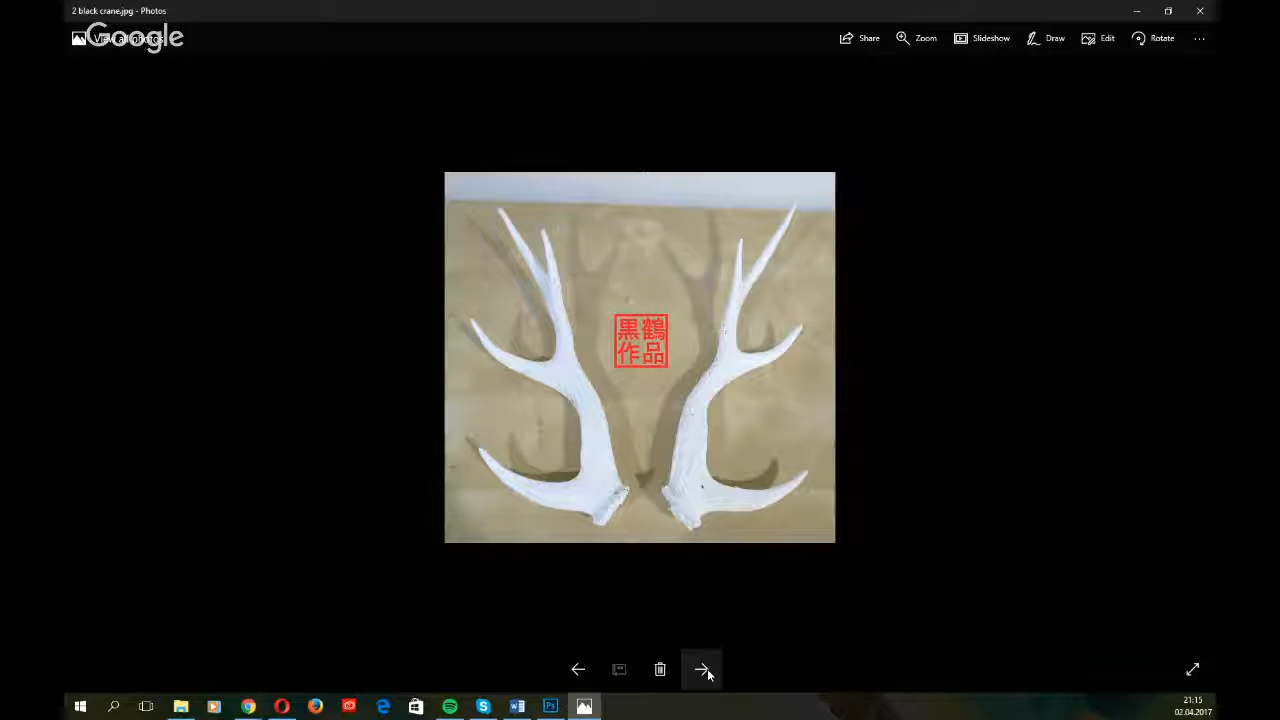 2 black crane.jpg - Photos
Google
Share
Zoom
Slideshow
Draw
Edit
Rotate
黒鶴
作品
Ps
21:15
02.04.2017